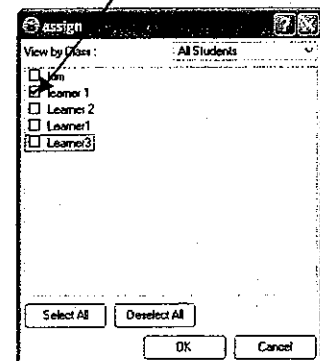 assign
View by Class : All Students
learner 1
Learner 2
Learner1
Learner3
Select All Deselect All
OK Cancel